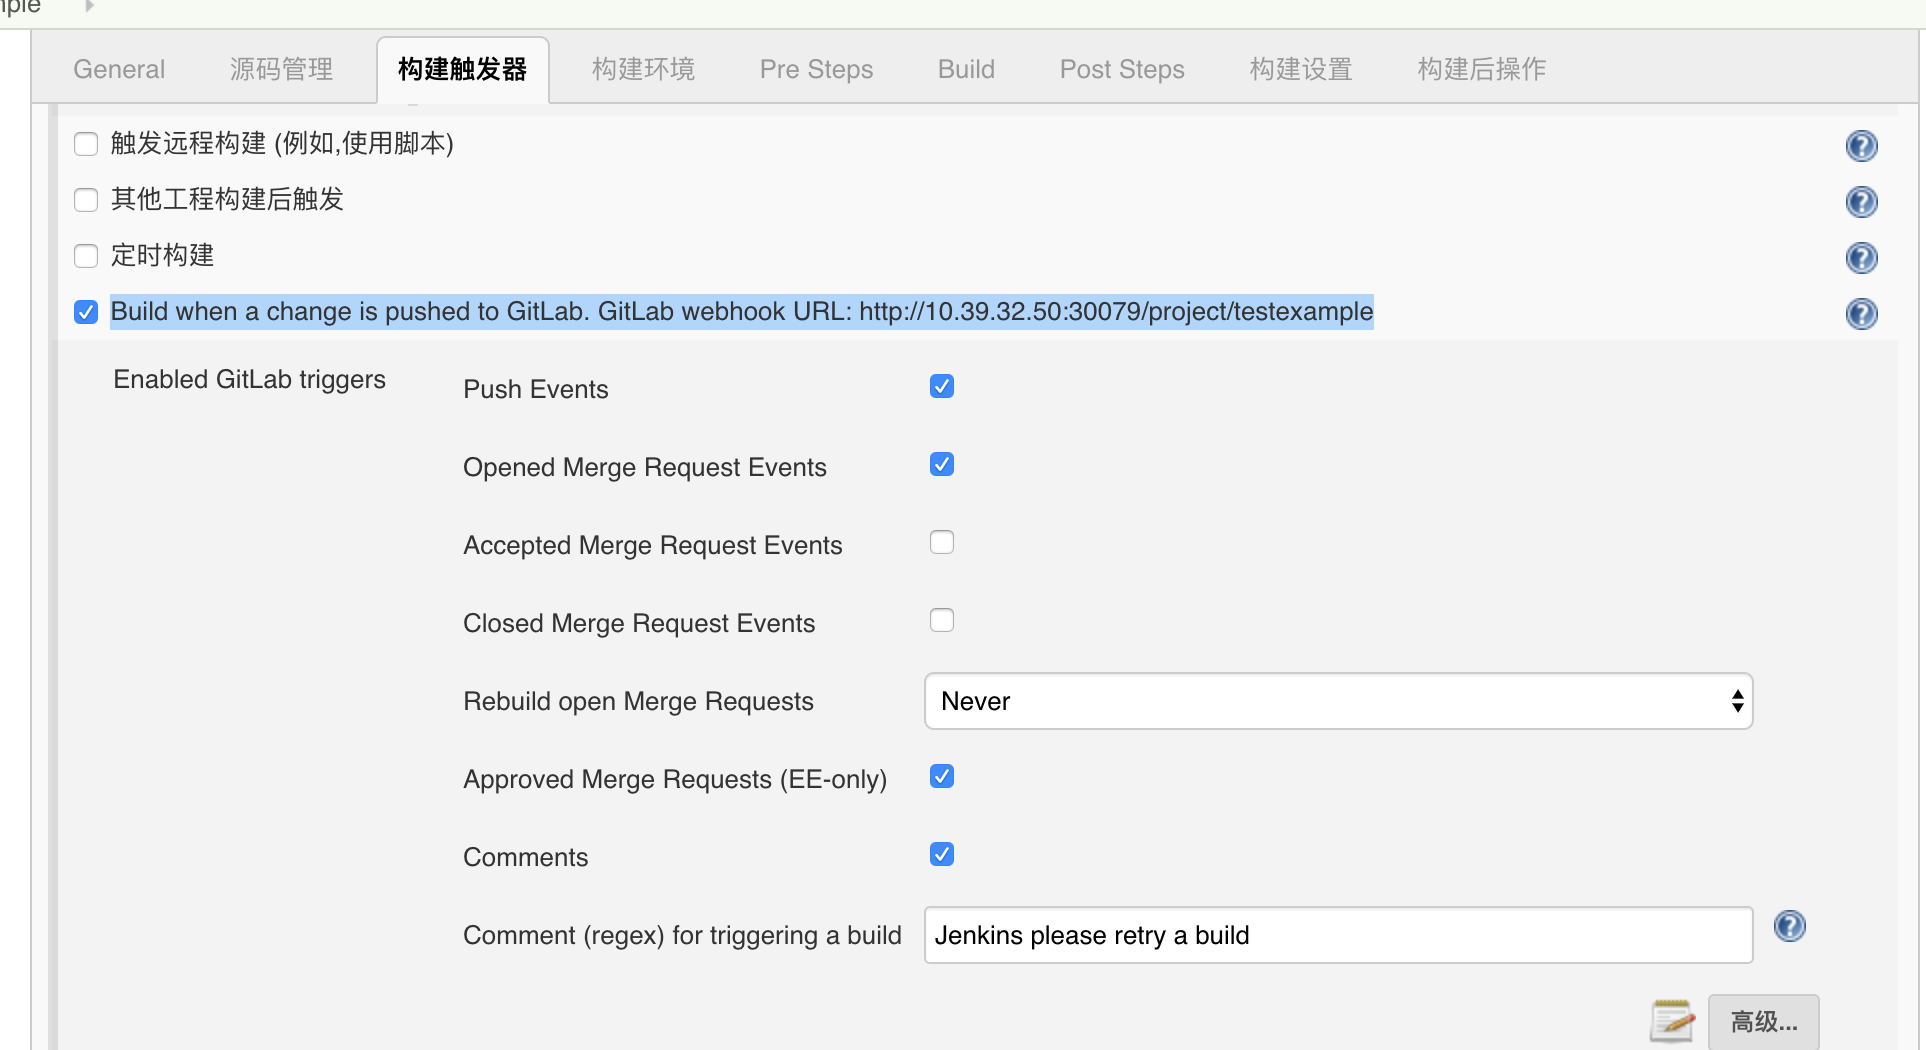 General 源码管理 构建触发器 构建环境 Pre Steps Build Post Steps 构建设置 构建后操作
触发远程构建 (例如,使用脚本)
其他工程构建后触发
定时构建
Build when a change is pushed to GitLab. GitLab webhook URL: http://10.39.32.50:30079/project/testexample
Enabled GitLab triggers
Push Events
Opened Merge Request Events
Accepted Merge Request Events
Closed Merge Request Events
Rebuild open Merge Requests Never
Approved Merge Requests (EE-only)
Comments
Comment (regex) for triggering a build Jenkins please retry a build
高级...